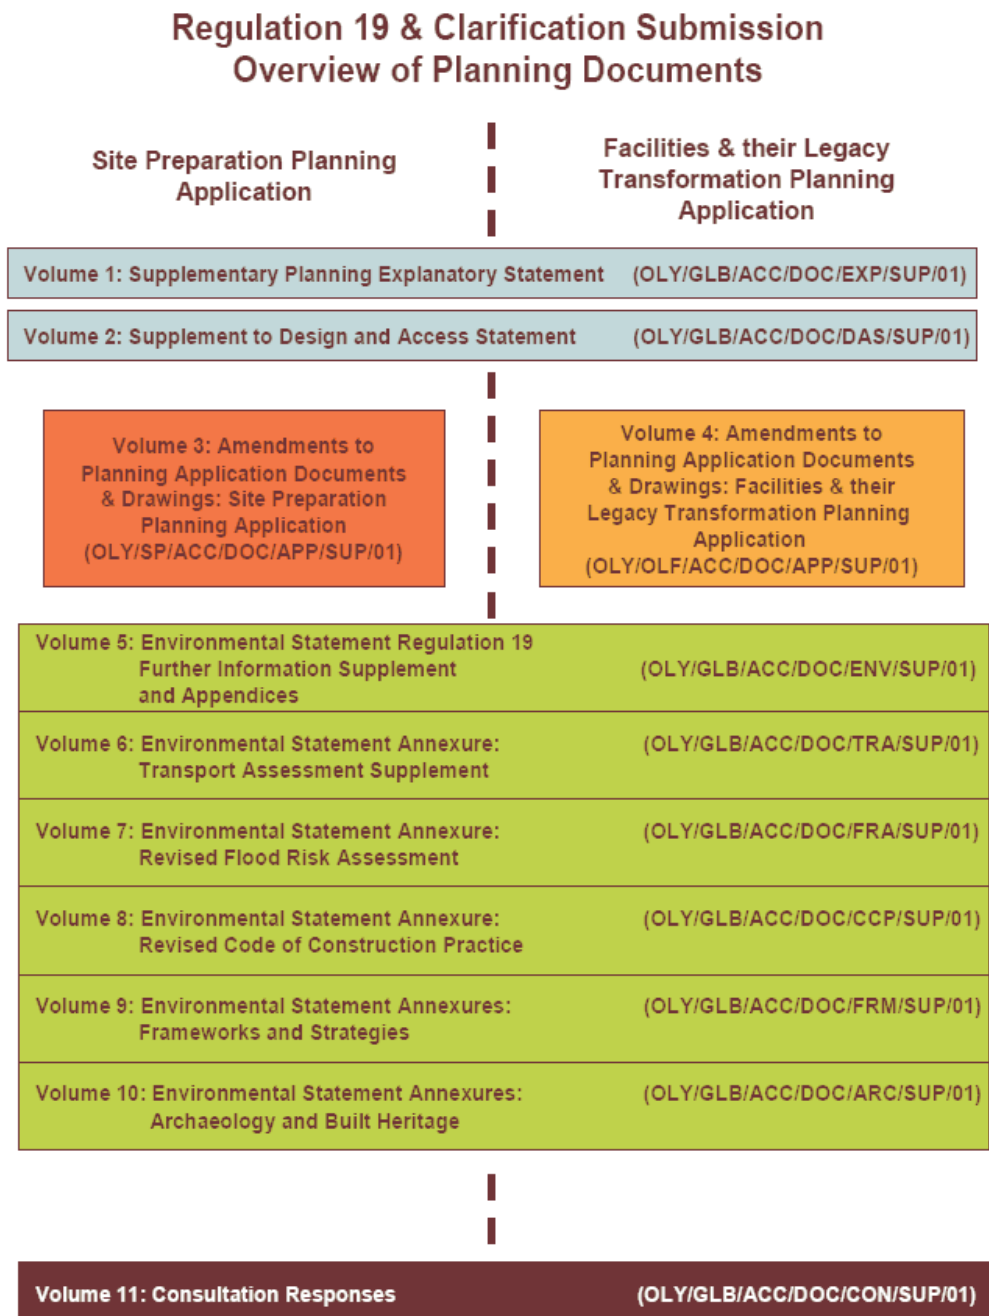 Regulation 19 & Clarification Submission
Overview of Planning Documents
Site Preparation Planning
Application
Facilities & their Legacy
Transformation Planning
Application
Volume 1: Supplementary Planning Explanatory Statement (OLY/GLB/ACC/DOC/EXP/SUP/01)
Volume 2: Supplement to Design and Access Statement (OLY/GLB/ACC/DOC/DAS/SUP/01)
Volume 3: Amendments to
Planning Application Documents
& Drawings: Site Preparation
Planning Application
(OLY/SP/ACC/DOC/APP/SUP/01)
Volume 4: Amendments to
Planning Application Documents
& Drawings: Facilities & their
Legacy Transformation Planning
Application
(OLY/OLF/ACC/DOC/APP/SUP/01)
Volume 5: Environmental Statement Regulation 19
Further Information Supplement (OLY/GLB/ACC/DOC/ENV/SUP/01)
and Appendices
Volume 6: Environmental Statement Annexure: (OLY/GLB/ACC/DOC/TRA/SUP/01)
Transport Assessment Supplement
Volume 7: Environmental Statement Annexure: (OLY/GLB/ACC/DOC/FRA/SUP/01)
Revised Flood Risk Assessment
Volume 8: Environmental Statement Annexure: (OLY/GLB/ACC/DOC/CCP/SUP/01)
Revised Code of Construction Practice
Volume 9: Environmental Statement Annexures: (OLY/GLB/ACC/DOC/FRM/SUP/01)
Frameworks and Strategies
Volume 10: Environmental Statement Annexures: (OLY/GLB/ACC/DOC/ARC/SUP/01)
Archaeology and Built Heritage
Volume 11: Consultation Responses (OLY/GLB/ACC/DOC/CON/SUP/01)